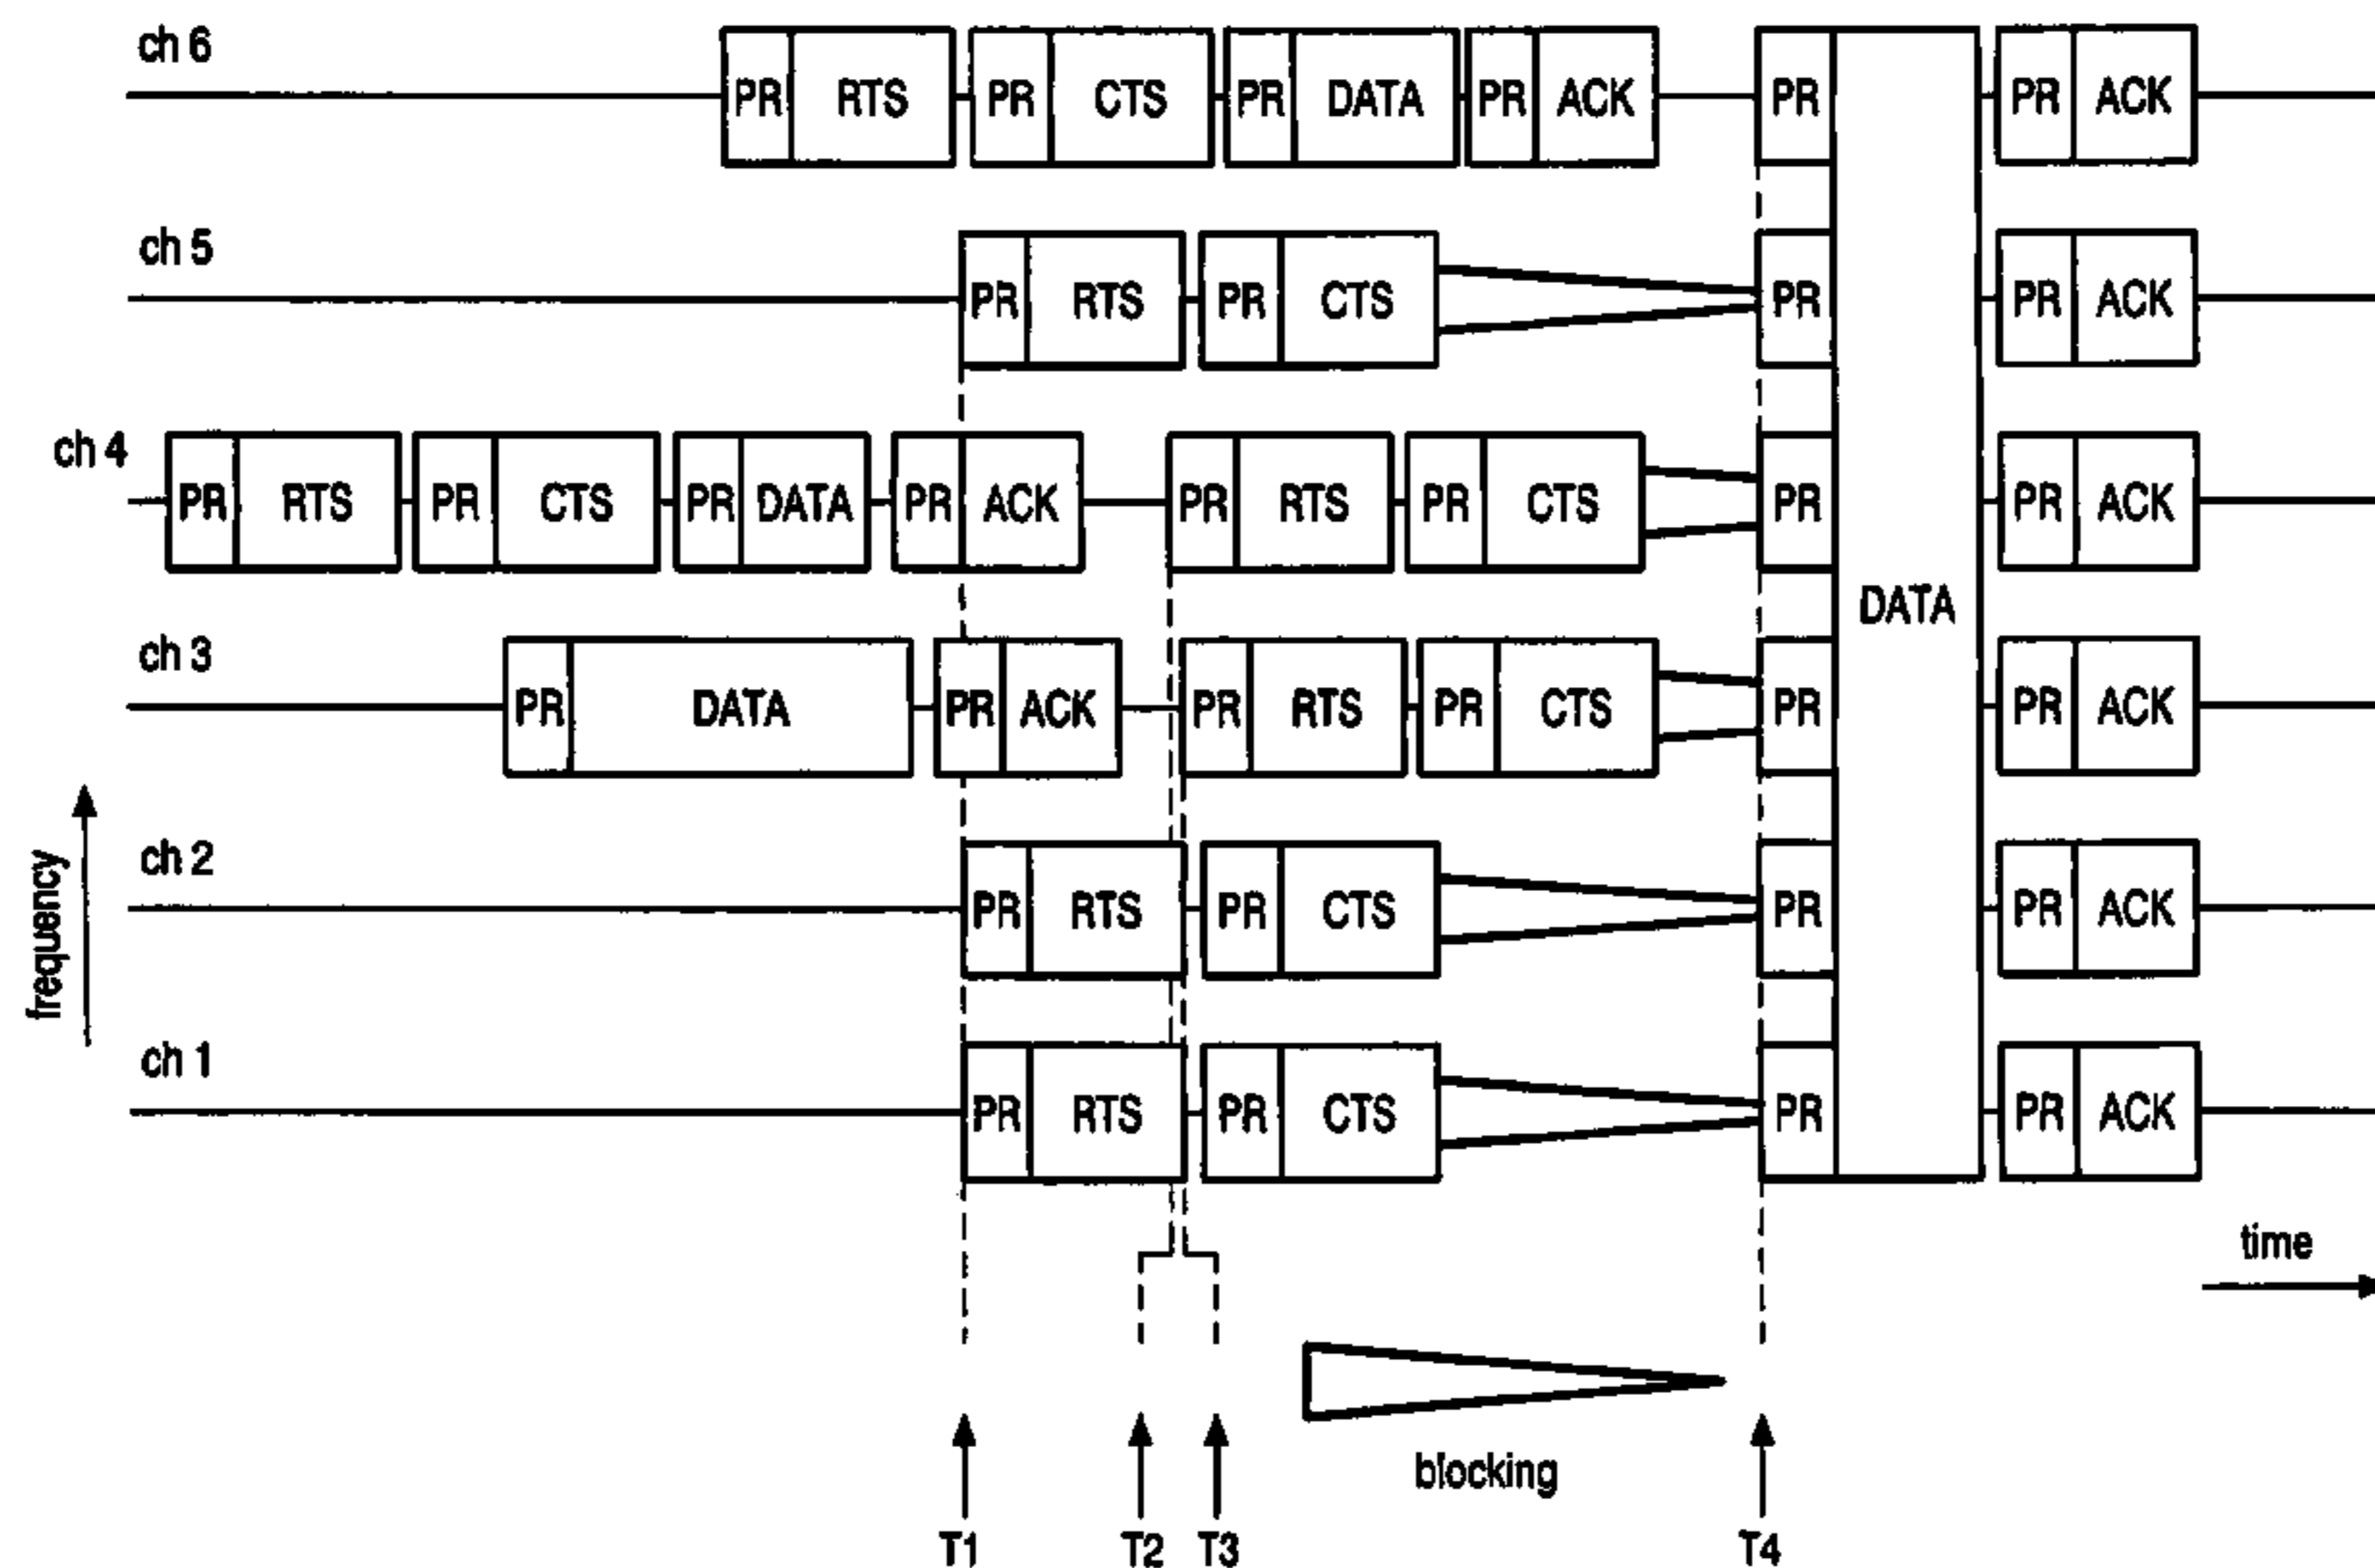 ch 6
PR RTS PR CTS PR DATA PR ACK PR PR ACK
ch 5
PR RTS PR CTS PR PR ACK
ch 4
PR RTS PR CTS PR DATA PR ACK PR RTS PR CTS PR PR ACK
DATA
ch 3
PR DATA PR ACK PR RTS PR CTS PR PR ACK
ch 2
PR RTS PR CTS PR PR ACK
frequency
ch 1
PR RTS PR CTS PR PR ACK
time
blocking
T1 T2 T3 T4